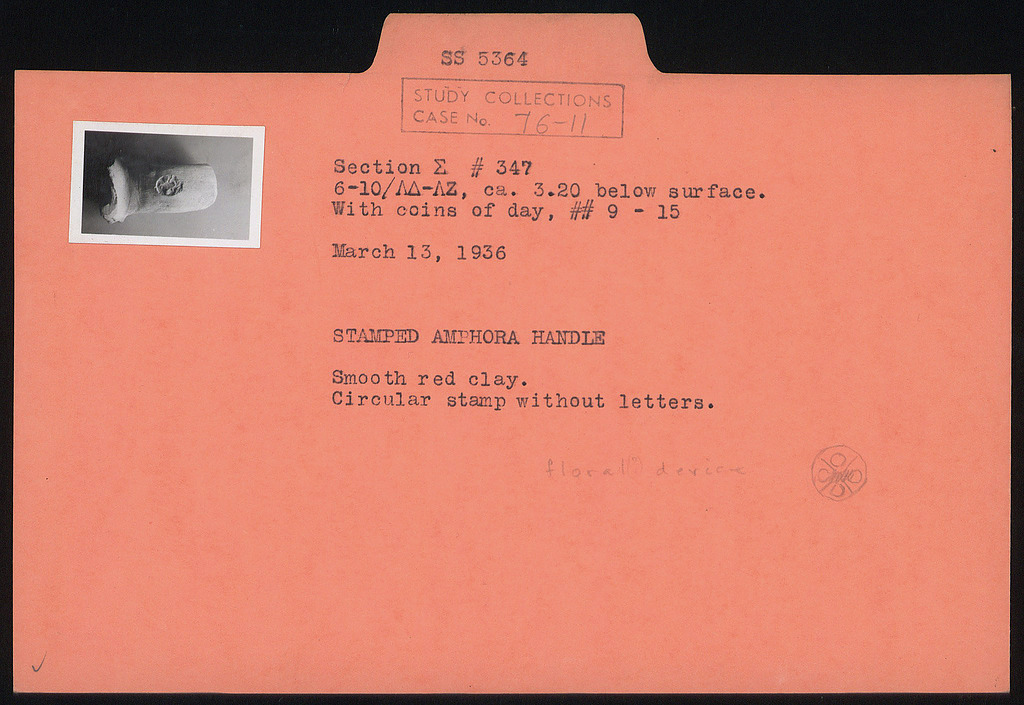 SS 5364
STUDY COLLECTIONS
CASE No. 76-11
Section Σ # 347
6-10/ΛΔ-ΛΖ, ca. 3.20 below surface.
With coins of day, ## 9 - 15
March 13, 1936
STAMPED AMPHORA HANDLE
Smooth red clay.
Circular stamp without letters.
floral(?) device